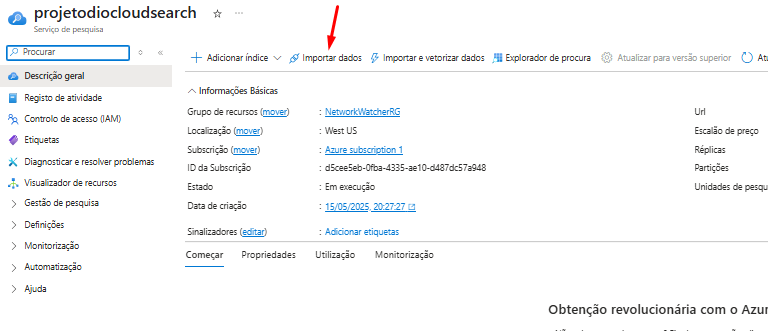 projetodiocloudsearch ☆ ...
Serviço de pesquisa
Procurar
Adicionar índice Importar dados Importar e vetorizar dados Explorador de procura Atualizar para versão superior Atu
Descrição geral
Registo de atividade
Controlo de acesso (IAM)
Etiquetas
Diagnosticar e resolver problemas
Visualizador de recursos
Gestão de pesquisa
Definições
Monitorização
Automatização
Ajuda
Informações Básicas
Grupo de recursos (mover) : NetworkWatcherRG
Localização (mover) : West US
Subscrição (mover) : Azure subscription 1
ID da Subscrição : d5cee5eb-0fba-4335-ae10-d487dc57a948
Estado : Em execução
Data de criação : 15/05/2025, 20:27:27
Sinalizadores (editar) : Adicionar etiquetas
Url
Escalão de preço
Réplicas
Partições
Unidades de pesqu
Começar Propriedades Utilização Monitorização
Obtenção revolucionária com o Azur